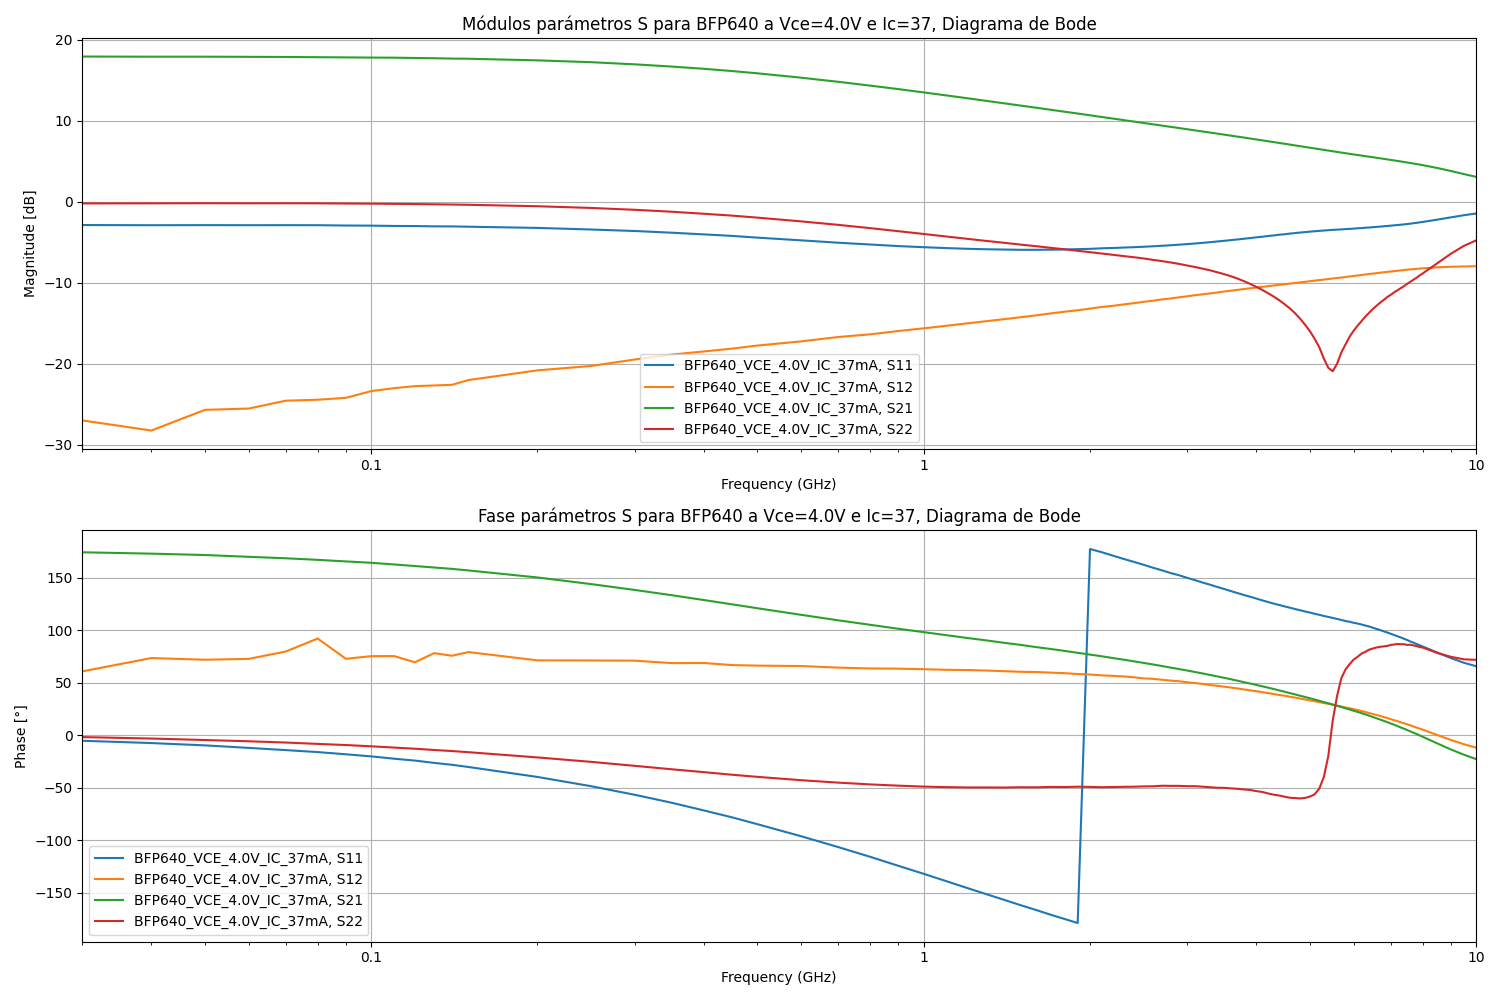 Módulos parámetros S para BFP640 a Vce=4.0V e Ic=37, Diagrama de Bode
20
10
0
−10
−20
−30
Magnitude [dB]
BFP640_VCE_4.0V_IC_37mA, S11
BFP640_VCE_4.0V_IC_37mA, S12
BFP640_VCE_4.0V_IC_37mA, S21
BFP640_VCE_4.0V_IC_37mA, S22
0.1
1
10
Frequency (GHz)
Fase parámetros S para BFP640 a Vce=4.0V e Ic=37, Diagrama de Bode
150
100
50
0
−50
−100
−150
Phase [°]
BFP640_VCE_4.0V_IC_37mA, S11
BFP640_VCE_4.0V_IC_37mA, S12
BFP640_VCE_4.0V_IC_37mA, S21
BFP640_VCE_4.0V_IC_37mA, S22
0.1
1
10
Frequency (GHz)